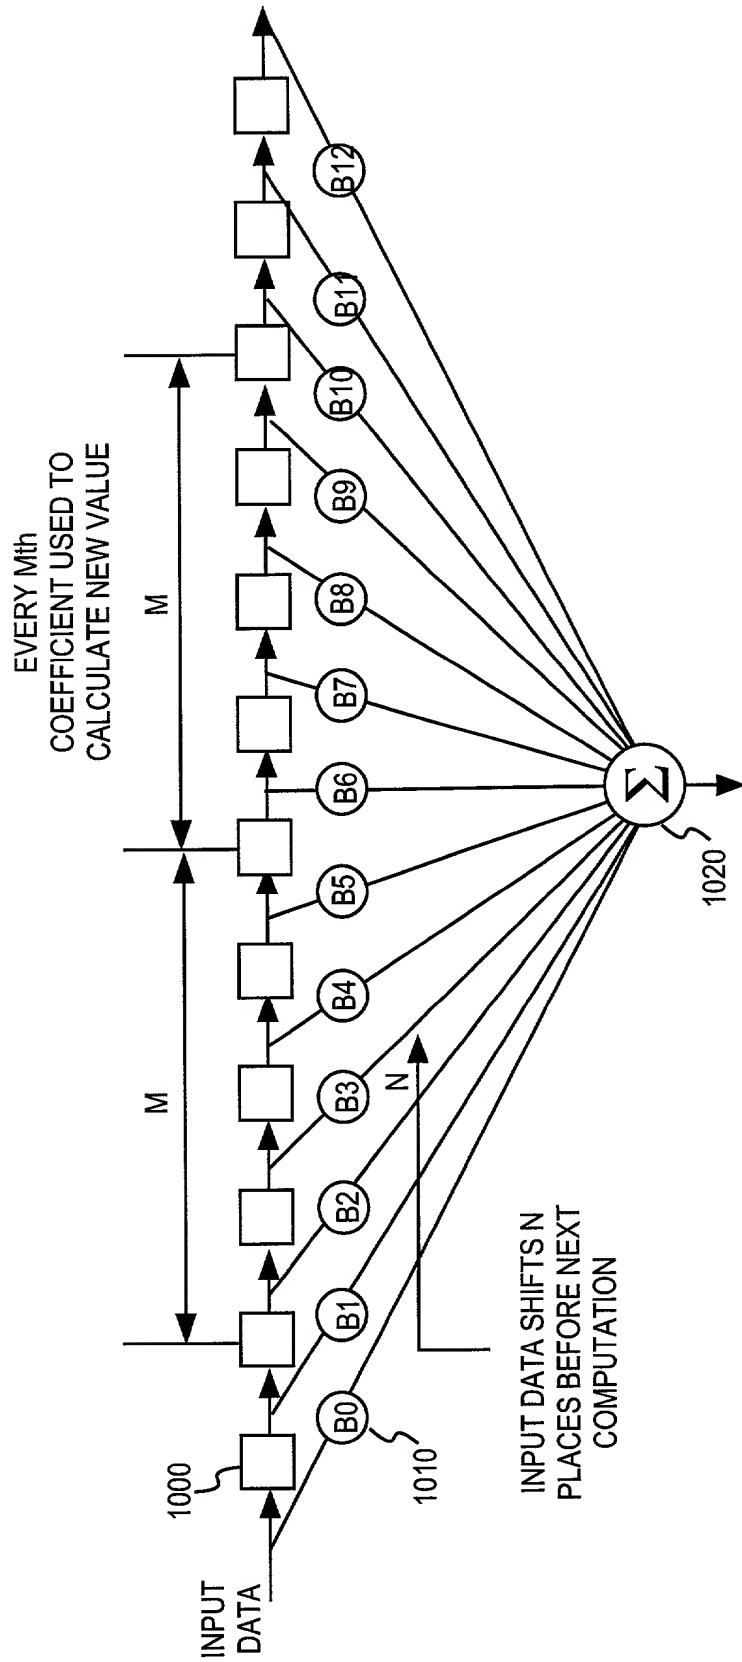 EVERY Mth
COEFFICIENT USED TO
CALCULATE NEW VALUE
M
M
1000
INPUT
DATA
B0
B1
B2
B3
B4
B5
B6
B7
B8
B9
B10
B11
B12
1010
N
INPUT DATA SHIFTS N
PLACES BEFORE NEXT
COMPUTATION
Σ
1020